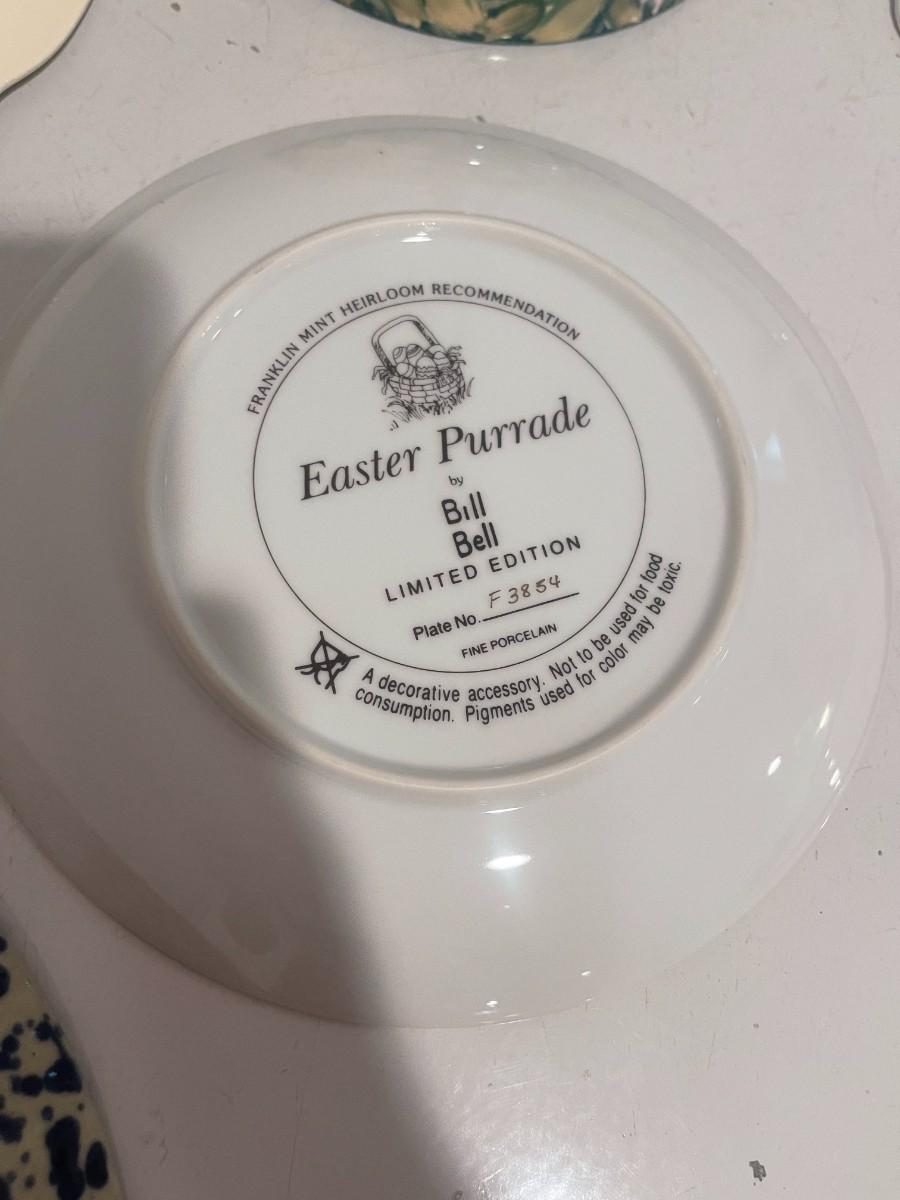 FRANKLIN MINT HEIRLOOM RECOMMENDATION
Easter Purrade
by
Bill
Bell
LIMITED EDITION
Plate No. F3854
FINE PORCELAIN
A decorative accessory. Not to be used for food
consumption. Pigments used for color may be toxic.